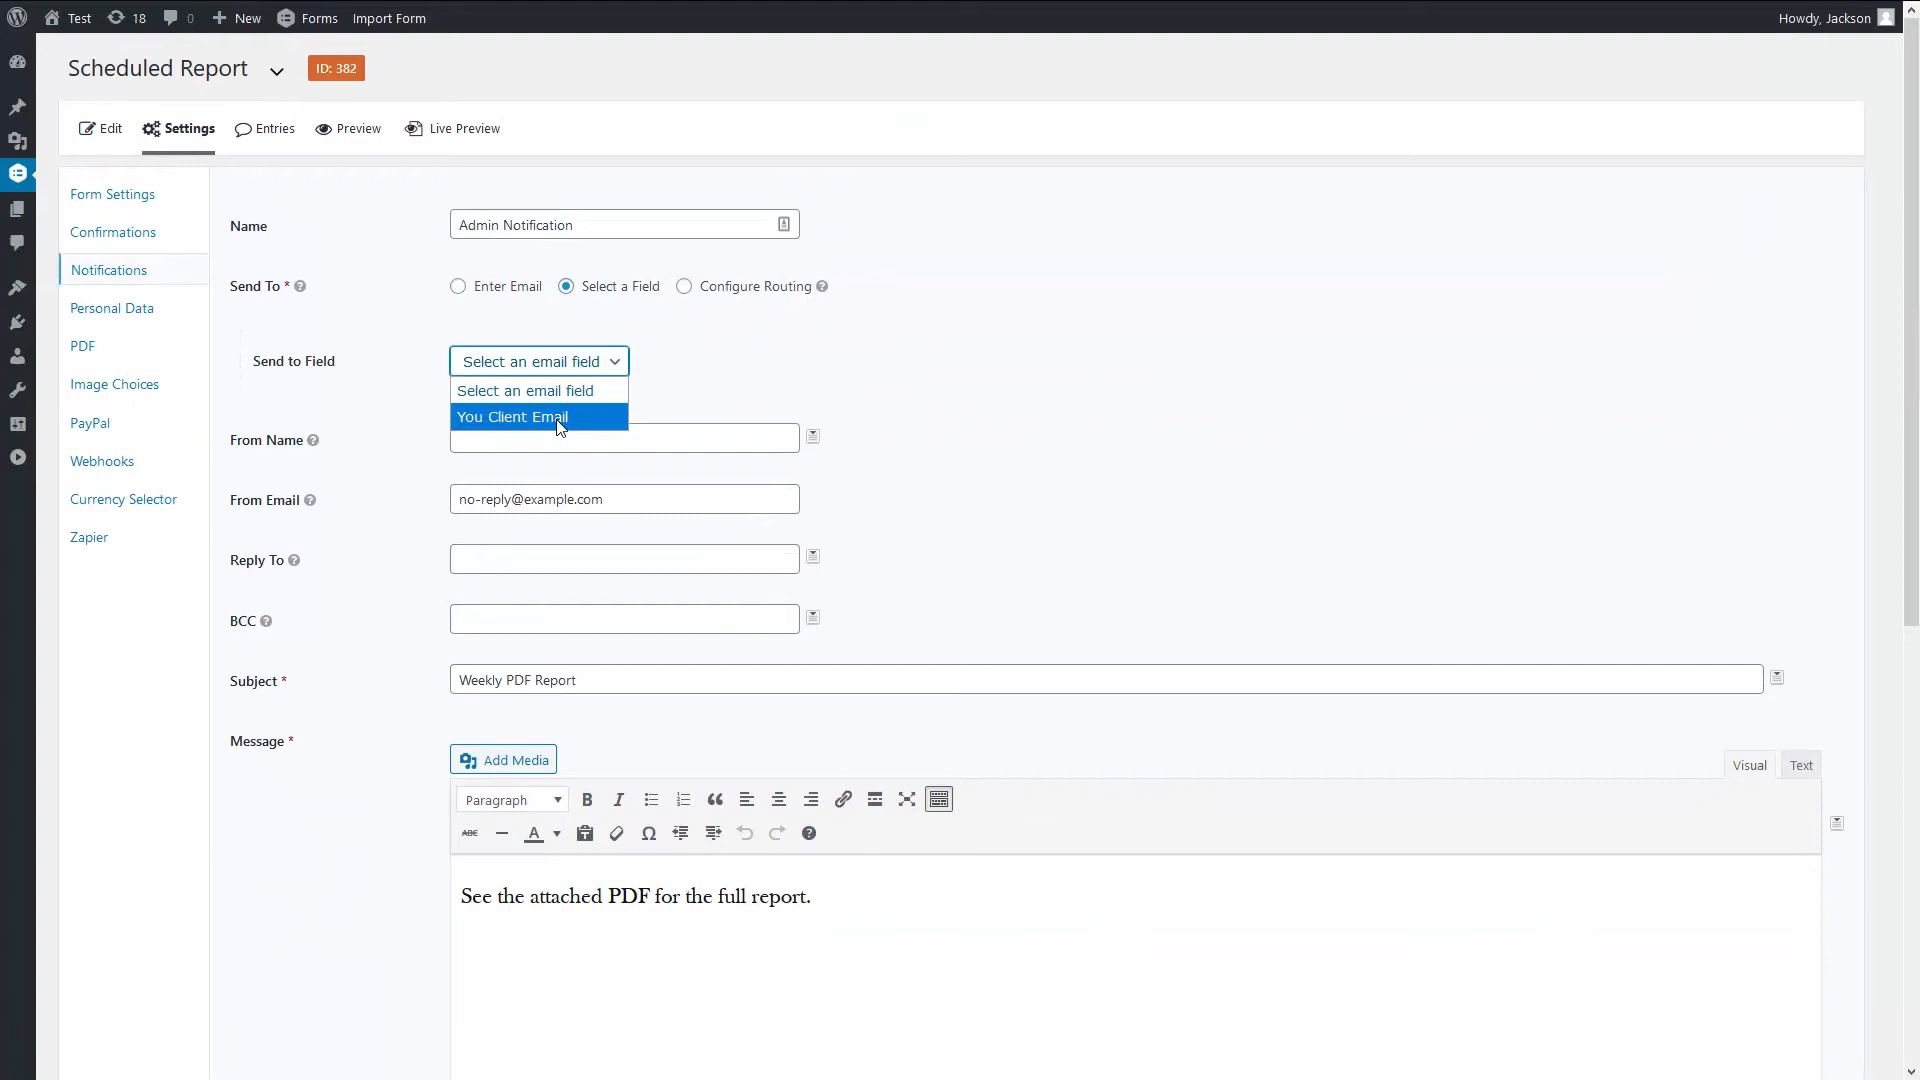 Test 18 0 New Forms Import Form Howdy, Jackson
Scheduled Report ID: 382
Edit Settings Entries Preview Live Preview
Form Settings
Confirmations
Notifications
Personal Data
PDF
Image Choices
PayPal
Webhooks
Currency Selector
Zapier
Name Admin Notification
Send To * Enter Email Select a Field Configure Routing
Send to Field Select an email field
Select an email field
You Client Email
From Name
From Email no-reply@example.com
Reply To
BCC
Subject * Weekly PDF Report
Message *
Add Media
Visual Text
Paragraph
ABC
See the attached PDF for the full report.